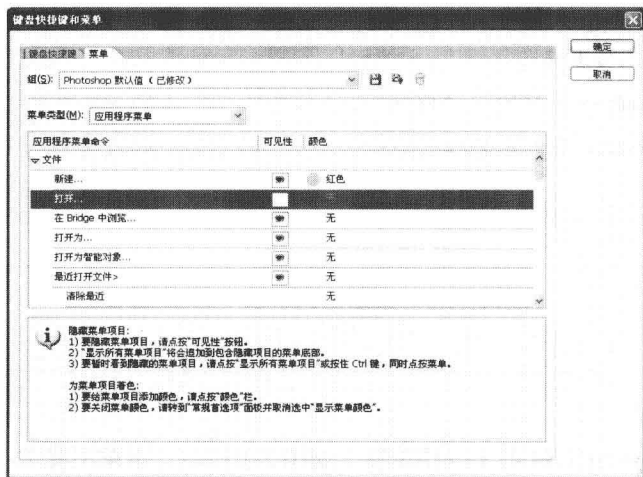 键盘快捷键和菜单
键盘快捷键 菜单
确定
组(S): Photoshop 默认值 (已修改)
取消
菜单类型(M): 应用程序菜单
应用程序菜单命令 可见性 颜色
文件
新建... 红色
打开... 无
在 Bridge 中浏览... 无
打开为... 无
打开为智能对象... 无
最近打开文件> 无
清除最近 无
隐藏菜单项目:
1) 要隐藏菜单项目,请点按“可见性”按钮。
2) “显示所有菜单项目”将会追加到包含隐藏项目的菜单底部。
3) 要暂时看到隐藏的菜单项目,请点按“显示所有菜单项目”或按住 Ctrl 键,同时点按菜单。
为菜单项目着色:
1) 要给菜单项目添加颜色,请点按“颜色”栏。
2) 要关闭菜单颜色,请转到“常规首选项”面板并取消选中“显示菜单颜色”。